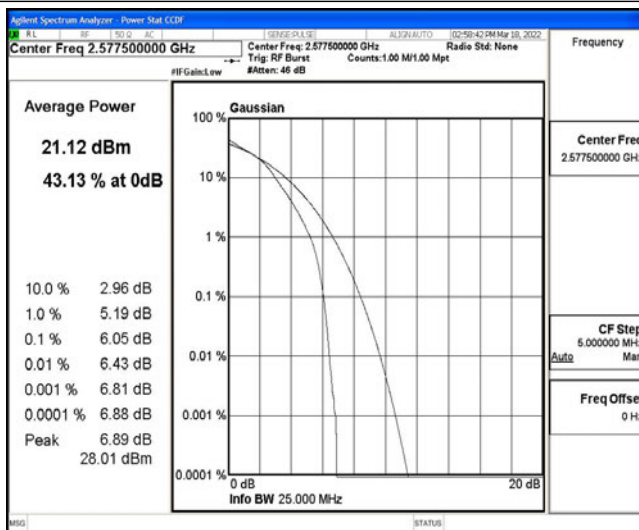 Agilent Spectrum Analyzer - Power Stat CCDF
RL RF 50 Ω AC SENSE:PULSE ALIGN AUTO 02:58:42 PM Mar 18, 2022
Center Freq 2.577500000 GHz
Center Freq: 2.577500000 GHz Radio Std: None
Trig: RF Burst Counts:1.00 M/1.00 Mpt
#IFGain:Low #Atten: 46 dB
Frequency
Average Power
21.12 dBm
43.13 % at 0dB
10.0 % 2.96 dB
1.0 % 5.19 dB
0.1 % 6.05 dB
0.01 % 6.43 dB
0.001 % 6.81 dB
0.0001 % 6.88 dB
Peak 6.89 dB
28.01 dBm
Gaussian
100 %
10 %
1 %
0.1 %
0.01 %
0.001 %
0.0001 %
0 dB 20 dB
Info BW 25.000 MHz
Center Freq
2.577500000 GHz
CF Step
5.000000 MHz
Auto Man
Freq Offse
0 Hz
MSG STATUS